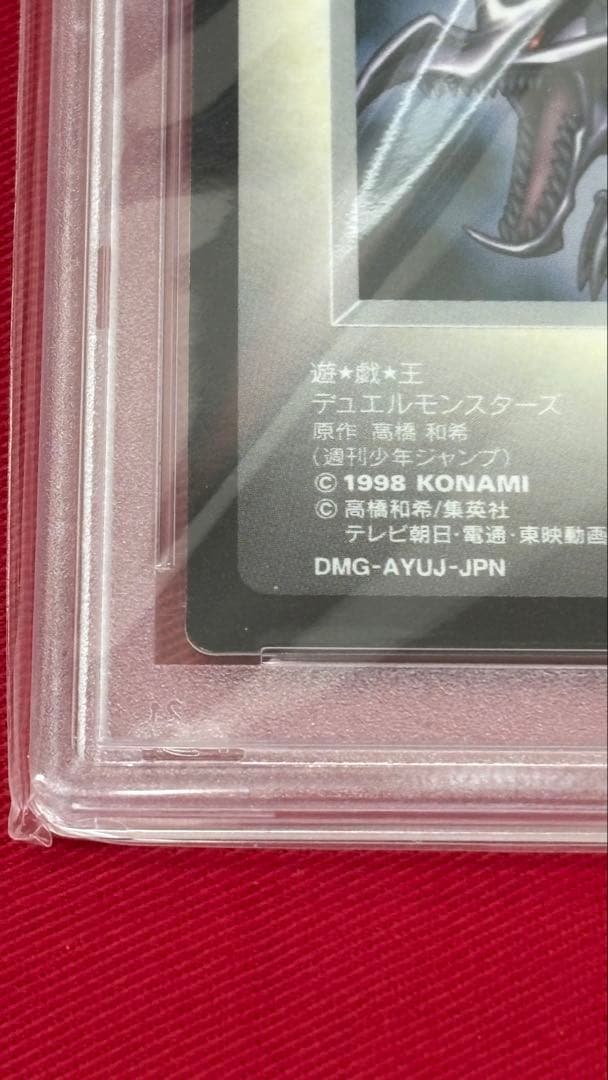 遊★戯★王
デュエルモンスターズ
原作 高橋 和希
(週刊少年ジャンプ)
© 1998 KONAMI
© 高橋和希/集英社
テレビ朝日・電通・東映動画
DMG-AYUJ-JPN